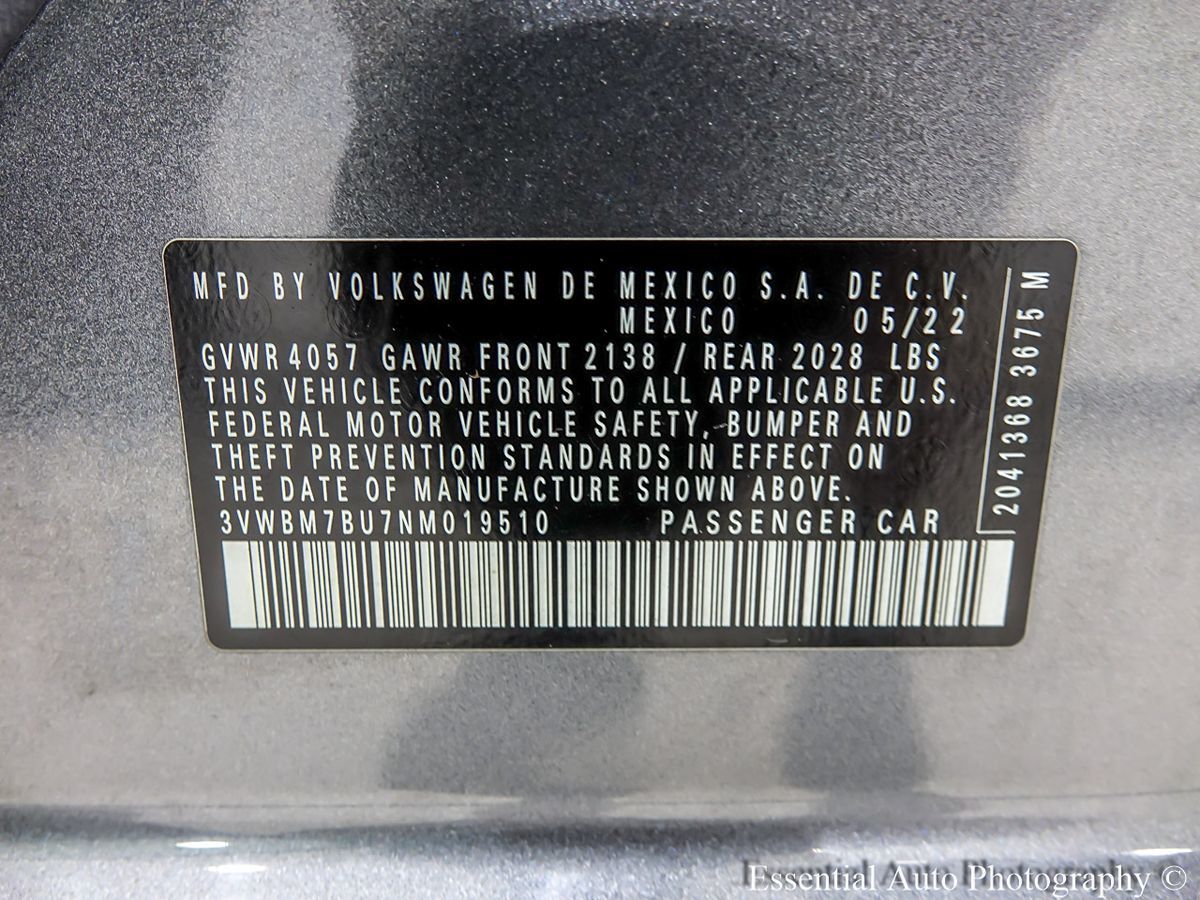 MFD BY VOLKSWAGEN DE MEXICO S.A. DE C.V.
MEXICO 05/22
GVWR 4057 GAWR FRONT 2138 / REAR 2028 LBS
THIS VEHICLE CONFORMS TO ALL APPLICABLE U.S.
FEDERAL MOTOR VEHICLE SAFETY, BUMPER AND
THEFT PREVENTION STANDARDS IN EFFECT ON
THE DATE OF MANUFACTURE SHOWN ABOVE.
3VWBM7BU7NM019510 PASSENGER CAR
2041368 3675 M
Essential Auto Photography ©